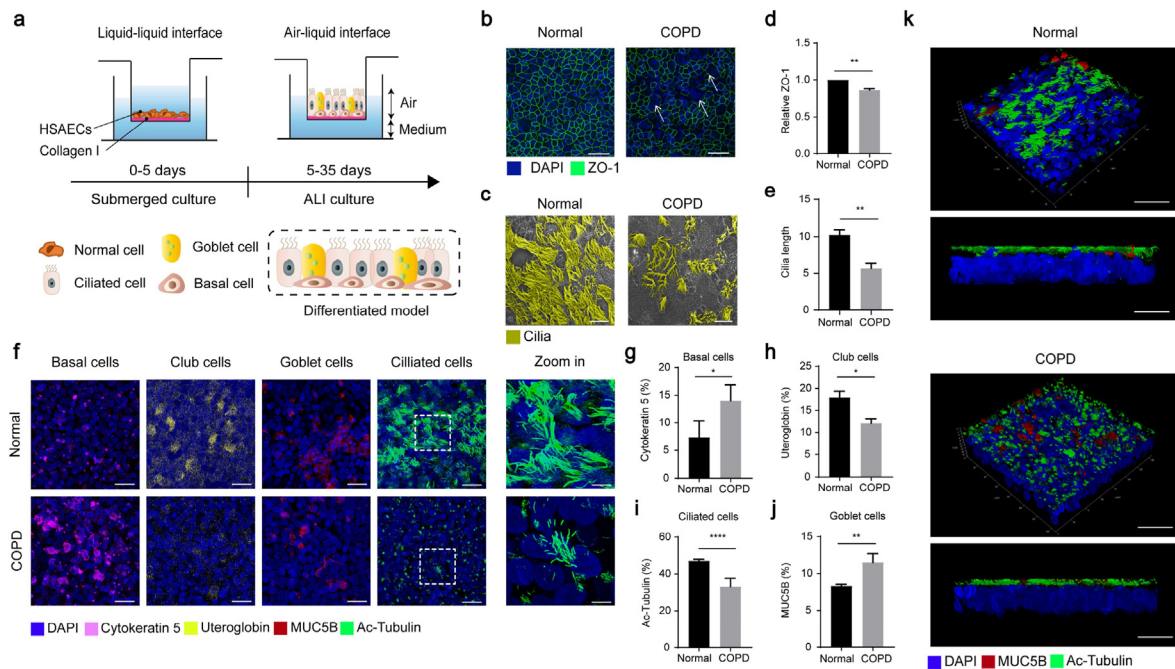 a
Liquid-liquid interface
Air-liquid interface
HSAECs
Collagen I
Air
Medium
0-5 days
5-35 days
Submerged culture
ALI culture
Normal cell
Goblet cell
Ciliated cell
Basal cell
Differentiated model
b
Normal
COPD
DAPI
ZO-1
c
Normal
COPD
Cilia
d
Relative ZO-1
1.5
1.0
0.5
0.0
**
Normal
COPD
e
Cilia length
15
10
5
0
**
Normal
COPD
f
Basal cells
Club cells
Goblet cells
Cilliated cells
Zoom in
Normal
COPD
DAPI
Cytokeratin 5
Uteroglobin
MUC5B
Ac-Tubulin
g
Basal cells
Cytokeratin 5 (%)
20
15
10
5
0
*
Normal
COPD
h
Club cells
Uteroglobin (%)
25
20
15
10
5
0
*
Normal
COPD
i
Ciliated cells
Ac-Tubulin (%)
60
40
20
0
****
Normal
COPD
j
Goblet cells
MUC5B (%)
15
10
5
0
**
Normal
COPD
k
Normal
COPD
DAPI
MUC5B
Ac-Tubulin